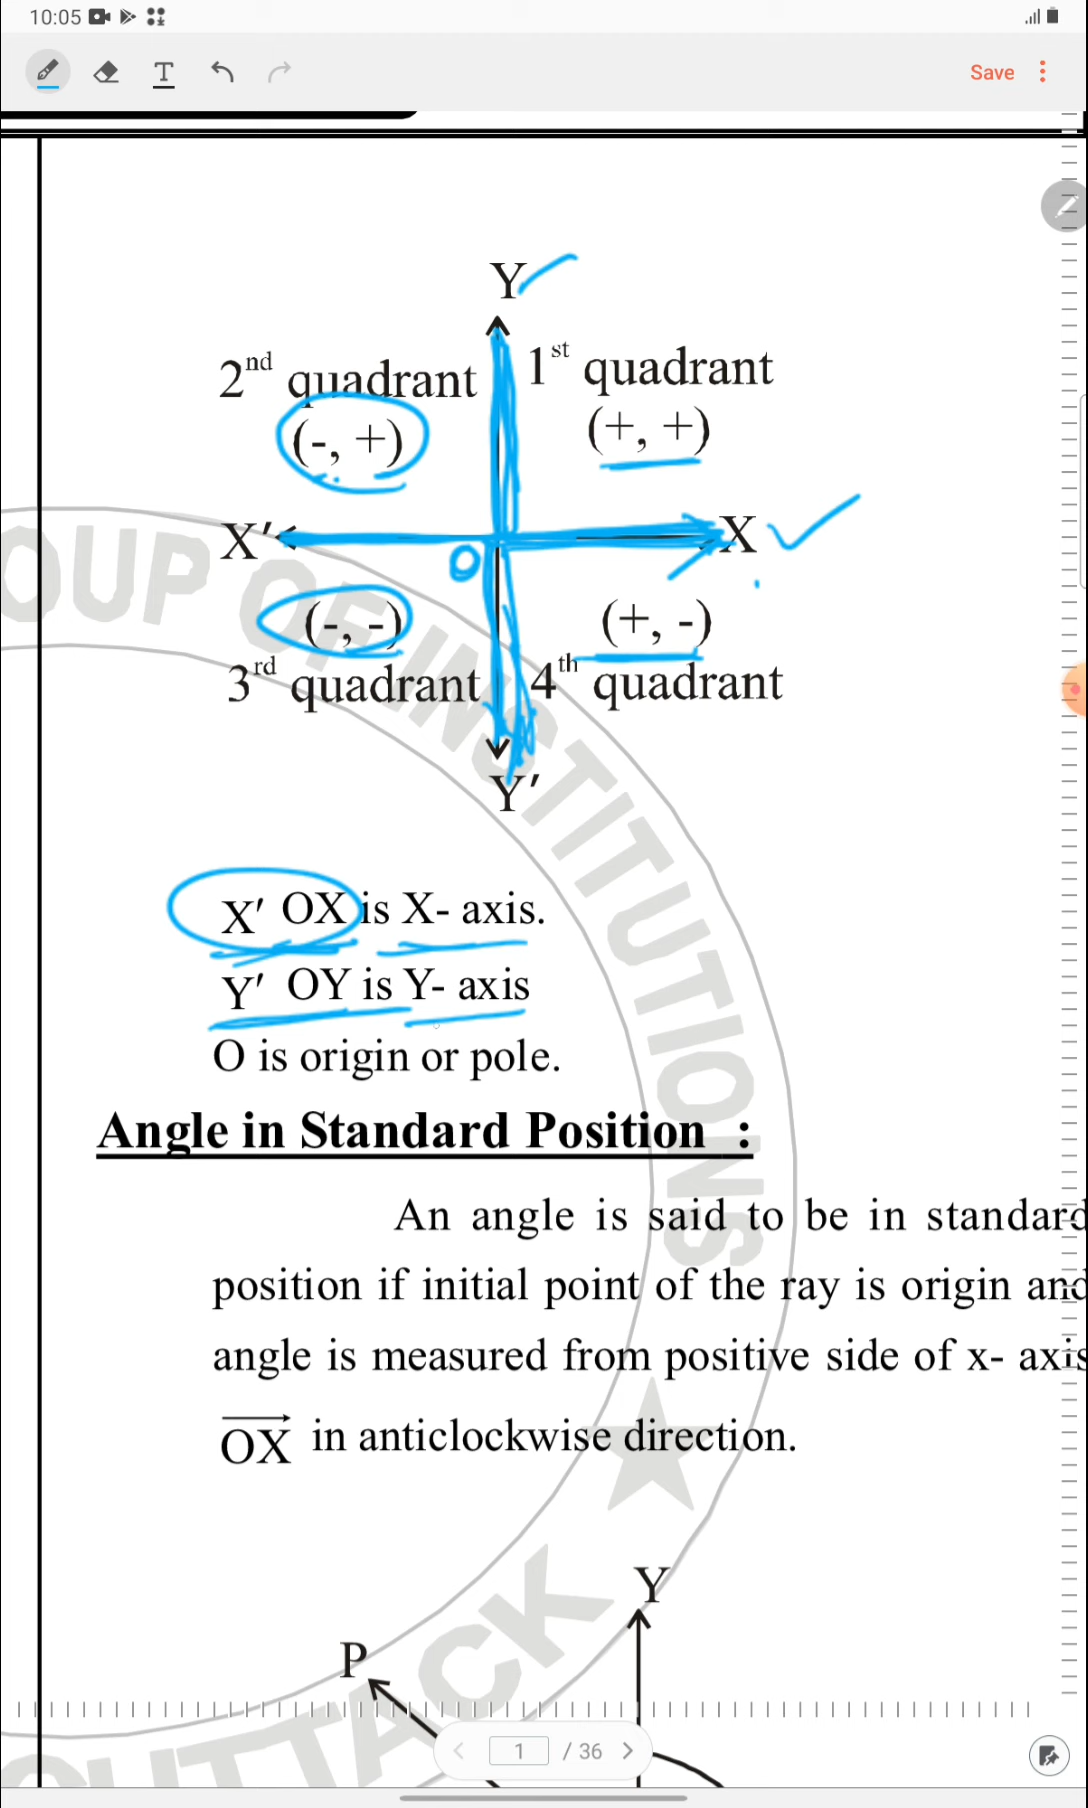 10:05
T
Save
Y
2nd quadrant
1st quadrant
(-, +)
(+, +)
X′
X
O
(-, -)
(+, -)
3rd quadrant
4th quadrant
Y′
X′ OX is X- axis.
Y′ OY is Y- axis
O is origin or pole.
Angle in Standard Position :
An angle is said to be in standard
position if initial point of the ray is origin and
angle is measured from positive side of x- axis
OX in anticlockwise direction.
OUP OF INSTITUTIONS
CUTTACK
Y
P
1 / 36